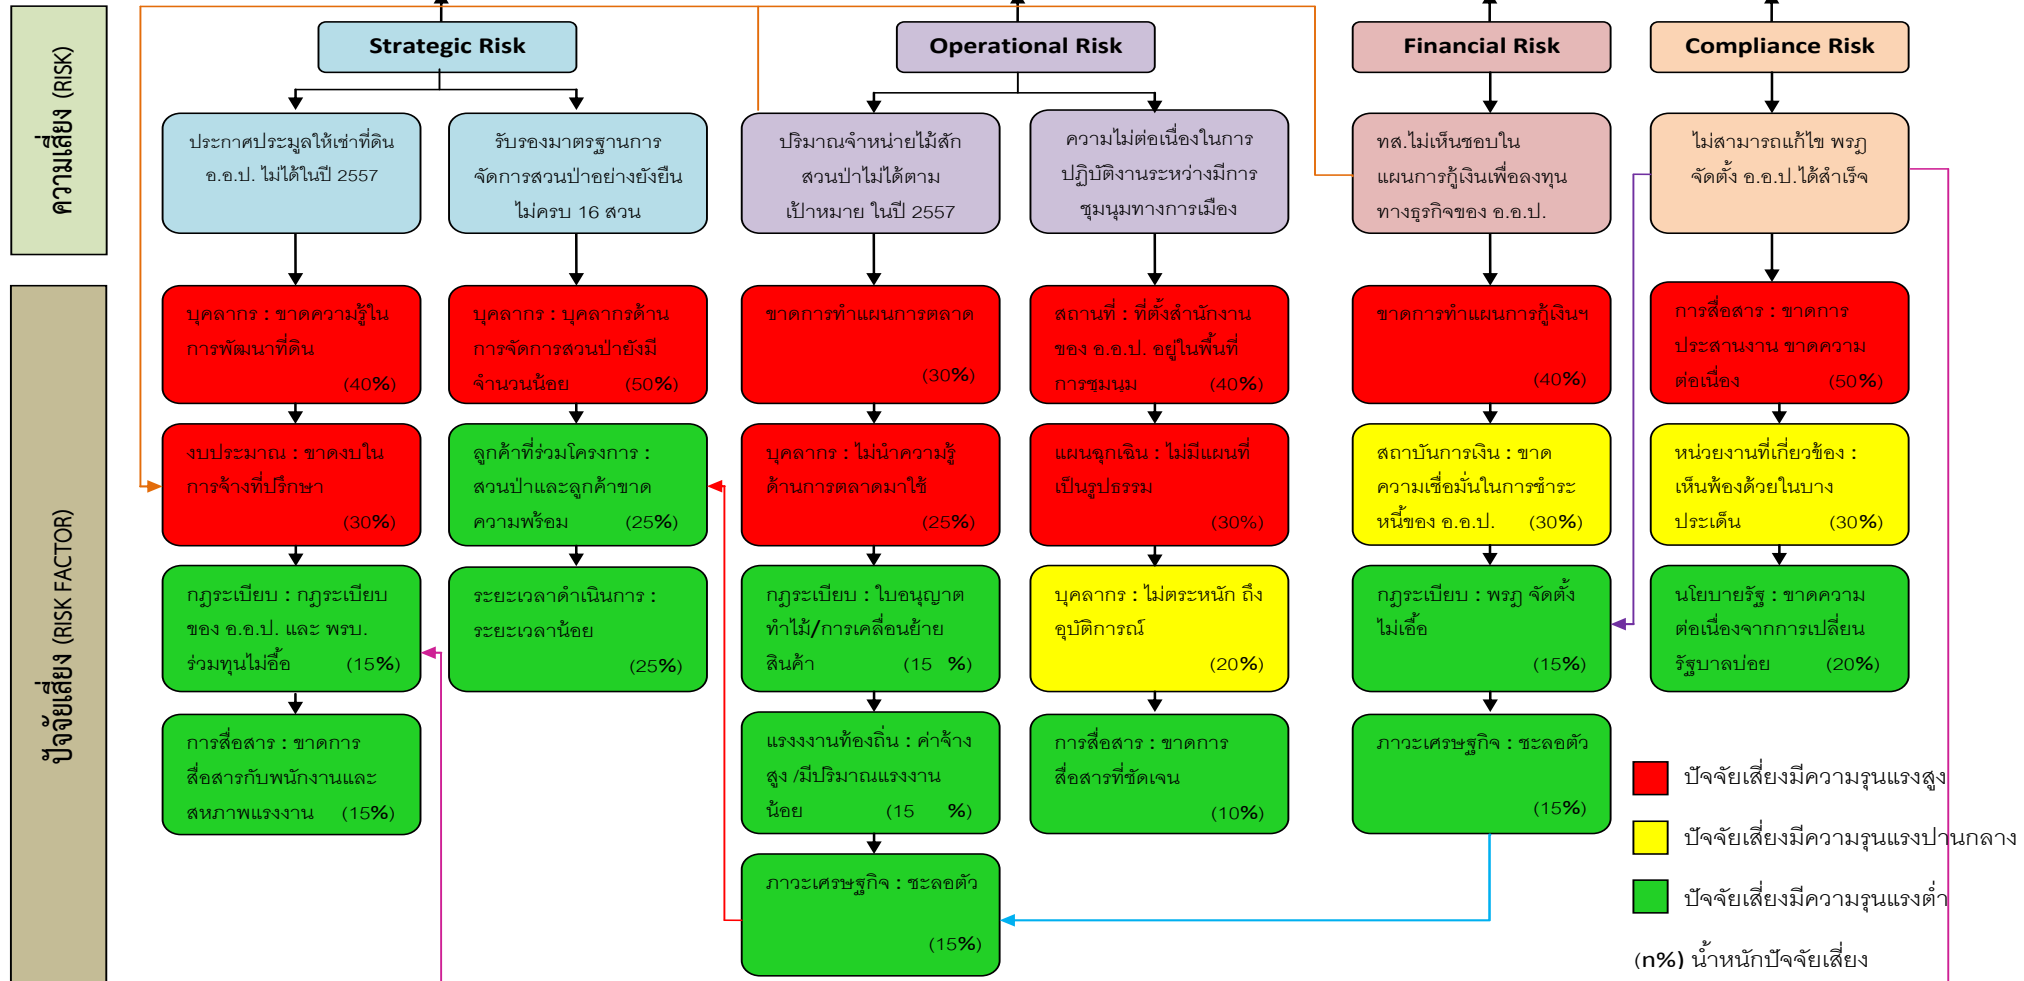 ความเสี่ยง (RISK)
Strategic Risk
Operational Risk
Financial Risk
Compliance Risk
ประกาศประมูลให้เช่าที่ดิน
อ.อ.ป. ไม่ได้ในปี 2557
รับรองมาตรฐานการ
จัดการสวนป่าอย่างยั่งยืน
ไม่ครบ 16 สวน
ปริมาณจำหน่ายไม้สัก
สวนป่าไม่ได้ตาม
เป้าหมาย ในปี 2557
ความไม่ต่อเนื่องในการ
ปฏิบัติงานระหว่างมีการ
ชุมนุมทางการเมือง
ทส.ไม่เห็นชอบใน
แผนการกู้เงินเพื่อลงทุน
ทางธุรกิจของ อ.อ.ป.
ไม่สามารถแก้ไข พรฎ
จัดตั้ง อ.อ.ป.ได้สำเร็จ
ปัจจัยเสี่ยง (RISK FACTOR)
บุคลากร : ขาดความรู้ใน
การพัฒนาที่ดิน
(40%)
บุคลากร : บุคลากรด้าน
การจัดการสวนป่ายังมี
จำนวนน้อย (50%)
ขาดการทำแผนการตลาด
(30%)
สถานที่ : ที่ตั้งสำนักงาน
ของ อ.อ.ป. อยู่ในพื้นที่
การชุมนุม (40%)
ขาดการทำแผนการกู้เงินฯ
(40%)
การสื่อสาร : ขาดการ
ประสานงาน ขาดความ
ต่อเนื่อง (50%)
งบประมาณ : ขาดงบใน
การจ้างที่ปรึกษา
(30%)
ลูกค้าที่ร่วมโครงการ :
สวนป่าและลูกค้าขาด
ความพร้อม (25%)
บุคลากร : ไม่นำความรู้
ด้านการตลาดมาใช้
(25%)
แผนฉุกเฉิน : ไม่มีแผนที่
เป็นรูปธรรม
(30%)
สถาบันการเงิน : ขาด
ความเชื่อมั่นในการชำระ
หนี้ของ อ.อ.ป. (30%)
หน่วยงานที่เกี่ยวข้อง :
เห็นพ้องด้วยในบาง
ประเด็น (30%)
กฎระเบียบ : กฎระเบียบ
ของ อ.อ.ป. และ พรบ.
ร่วมทุนไม่อื้อ (15%)
ระยะเวลาดำเนินการ :
ระยะเวลาน้อย
(25%)
กฎระเบียบ : ใบอนุญาต
ทำไม้/การเคลื่อนย้าย
สินค้า (15 %)
บุคลากร : ไม่ตระหนัก ถึง
อุบัติการณ์
(20%)
กฎระเบียบ : พรฎ จัดตั้ง
ไม่เอื้อ
(15%)
นโยบายรัฐ : ขาดความ
ต่อเนื่องจากการเปลี่ยน
รัฐบาลบ่อย (20%)
การสื่อสาร : ขาดการ
สื่อสารกับพนักงานและ
สหภาพแรงงาน (15%)
แรงงงานท้องถิ่น : ค่าจ้าง
สูง /มีปริมาณแรงงาน
น้อย (15 %)
การสื่อสาร : ขาดการ
สื่อสารที่ชัดเจน
(10%)
ภาวะเศรษฐกิจ : ชะลอตัว
(15%)
ภาวะเศรษฐกิจ : ชะลอตัว
(15%)
ปัจจัยเสี่ยงมีความรุนแรงสูง
ปัจจัยเสี่ยงมีความรุนแรงปานกลาง
ปัจจัยเสี่ยงมีความรุนแรงต่ำ
(n%) น้ำหนักปัจจัยเสี่ยง